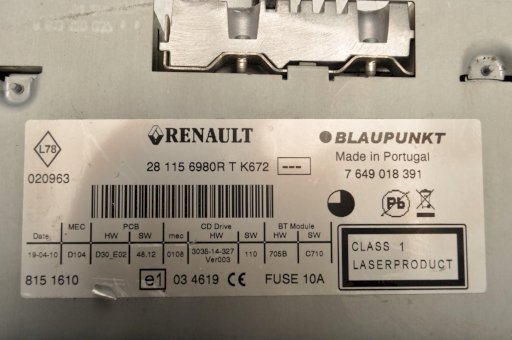 L78
RENAULT
BLAUPUNKT
28 115 6980R T K672 ---
Made in Portugal
020963
7 649 018 391
Pb
MEC PCB CD Drive BT Module
Date HW SW mec HW SW HW SW
19-04-10 D104 D30_E02 48.12 0108 3035-14-327 Ver003 110 705B C710
CLASS 1
LASERPRODUCT
815 1610 e1 03 4619 CE FUSE 10A